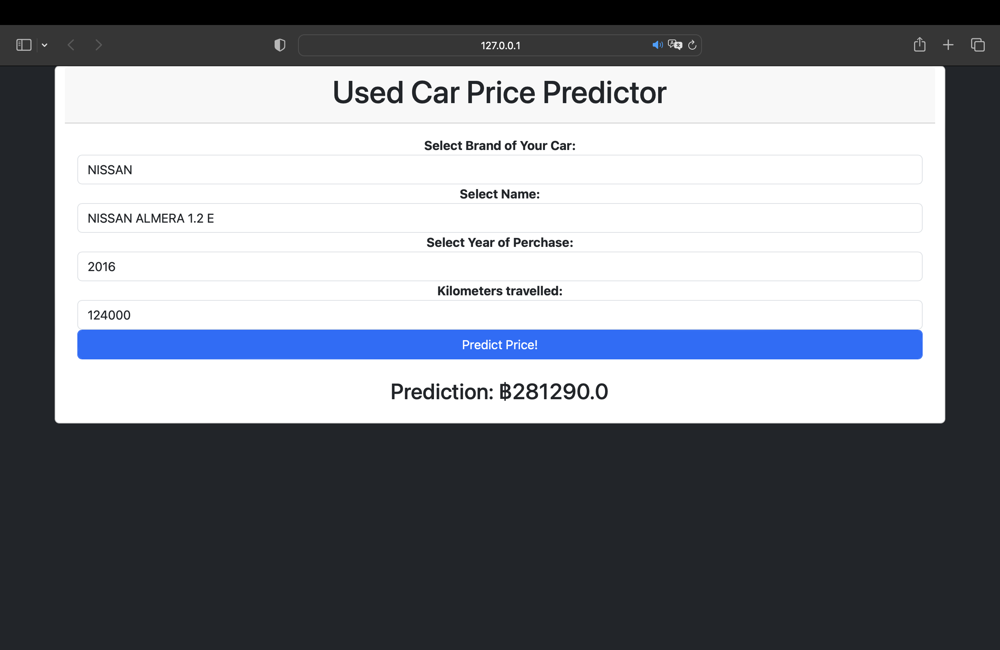 127.0.0.1
Used Car Price Predictor
Select Brand of Your Car:
NISSAN
Select Name:
NISSAN ALMERA 1.2 E
Select Year of Perchase:
2016
Kilometers travelled:
124000
Predict Price!
Prediction: ฿281290.0